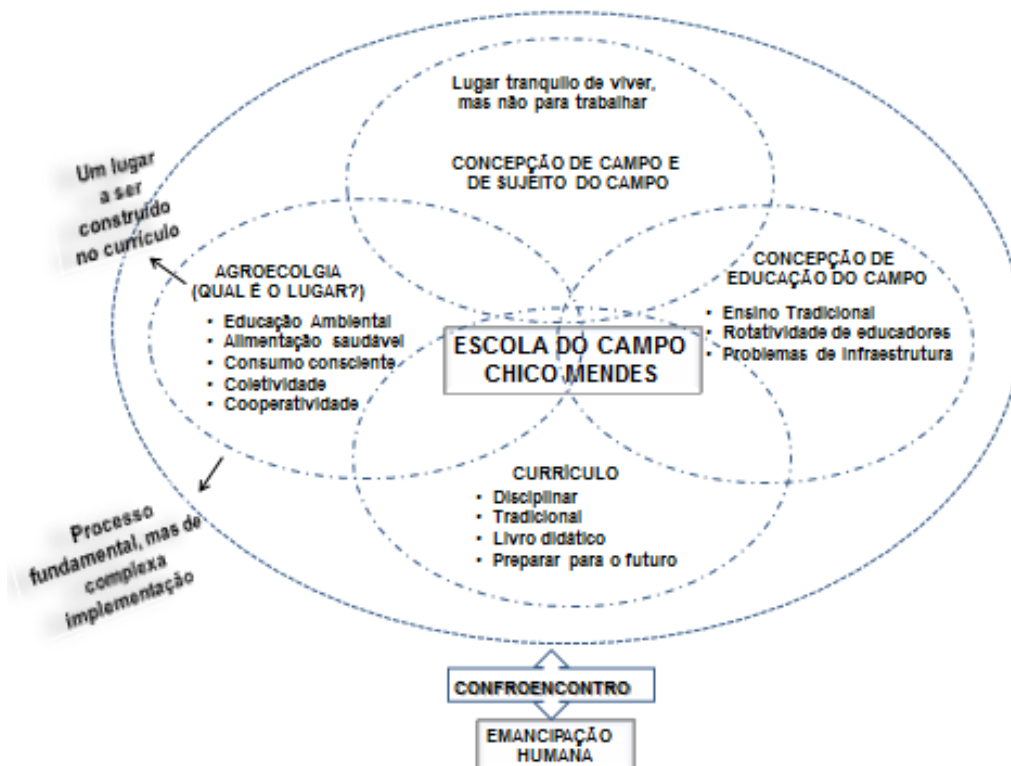 Lugar tranquilo de viver,
mas não para trabalhar
CONCEPÇÃO DE CAMPO E
DE SUJEITO DO CAMPO
Um lugar
a ser
construído
no currículo
AGROECOLGIA
(QUAL É O LUGAR?)
• Educação Ambiental
• Alimentação saudável
• Consumo consciente
• Coletividade
• Cooperatividade
CONCEPÇÃO DE
EDUCAÇÃO DO CAMPO
• Ensino Tradicional
• Rotatividade de educadores
• Problemas de infraestrutura
ESCOLA DO CAMPO
CHICO MENDES
CURRÍCULO
• Disciplinar
• Tradicional
• Livro didático
• Preparar para o futuro
Processo
fundamental, mas de
complexa
implementação
CONFROENCONTRO
EMANCIPAÇÃO
HUMANA